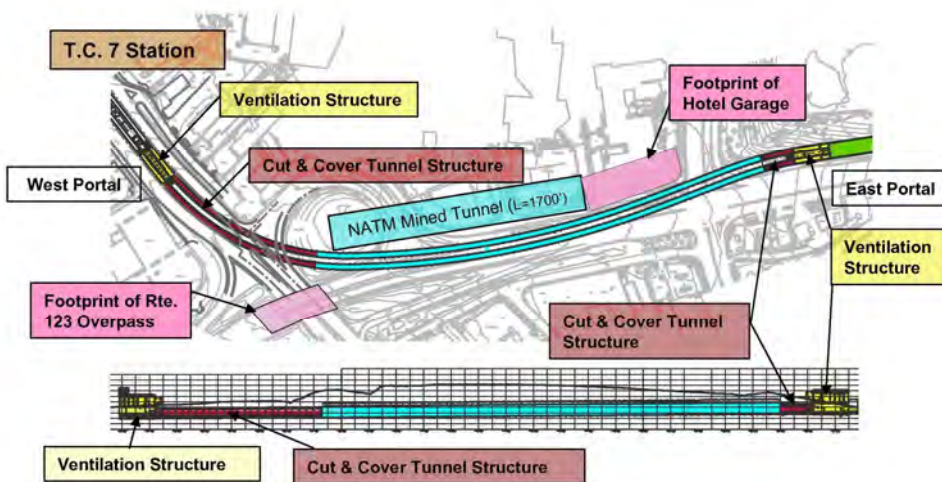 T.C. 7 Station
Ventilation Structure
Footprint of
Hotel Garage
Cut & Cover Tunnel Structure
West Portal
NATM Mined Tunnel (L=1700')
East Portal
Ventilation
Structure
Footprint of Rte.
123 Overpass
Cut & Cover Tunnel
Structure
Ventilation Structure
Cut & Cover Tunnel Structure